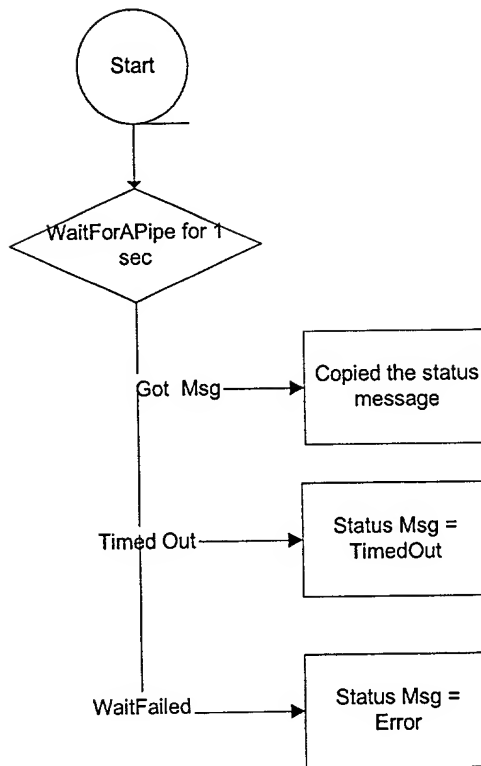 Start
WaitForAPipe for 1
sec
Got Msg
Copied the status
message
Timed Out
Status Msg =
TimedOut
WaitFailed
Status Msg =
Error